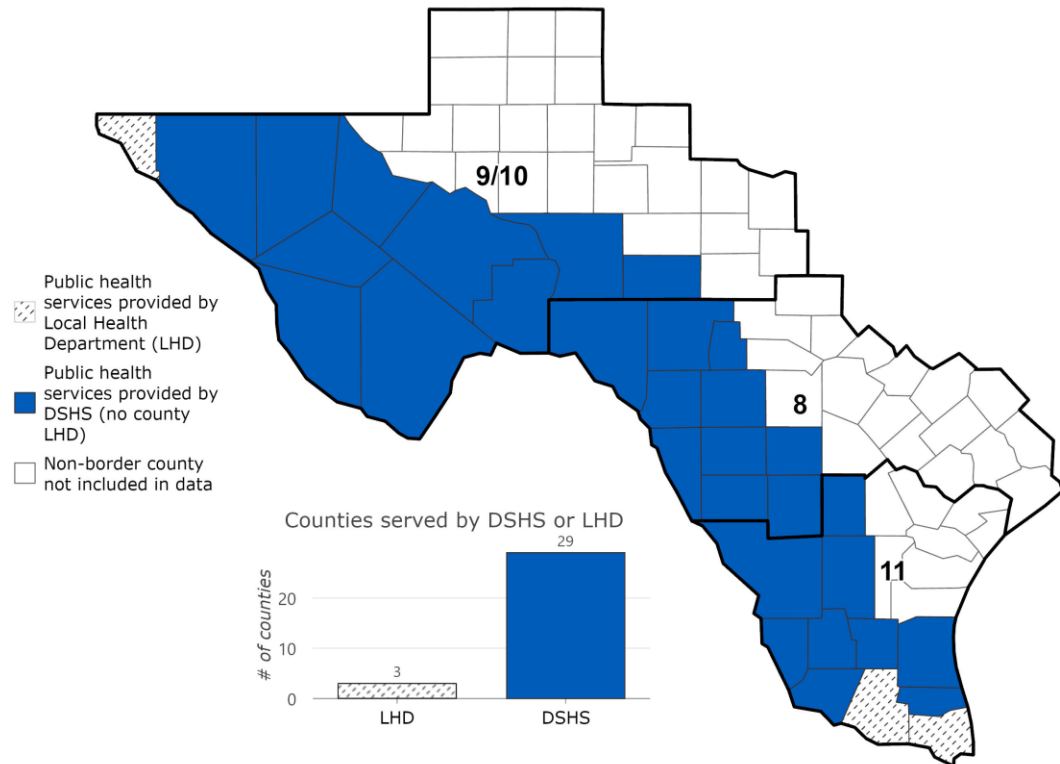 9/10
8
11
Public health
services provided by
Local Health
Department (LHD)
Public health
services provided by
DSHS (no county
LHD)
Non-border county
not included in data
Counties served by DSHS or LHD
# of counties
20
10
0
3
29
LHD
DSHS